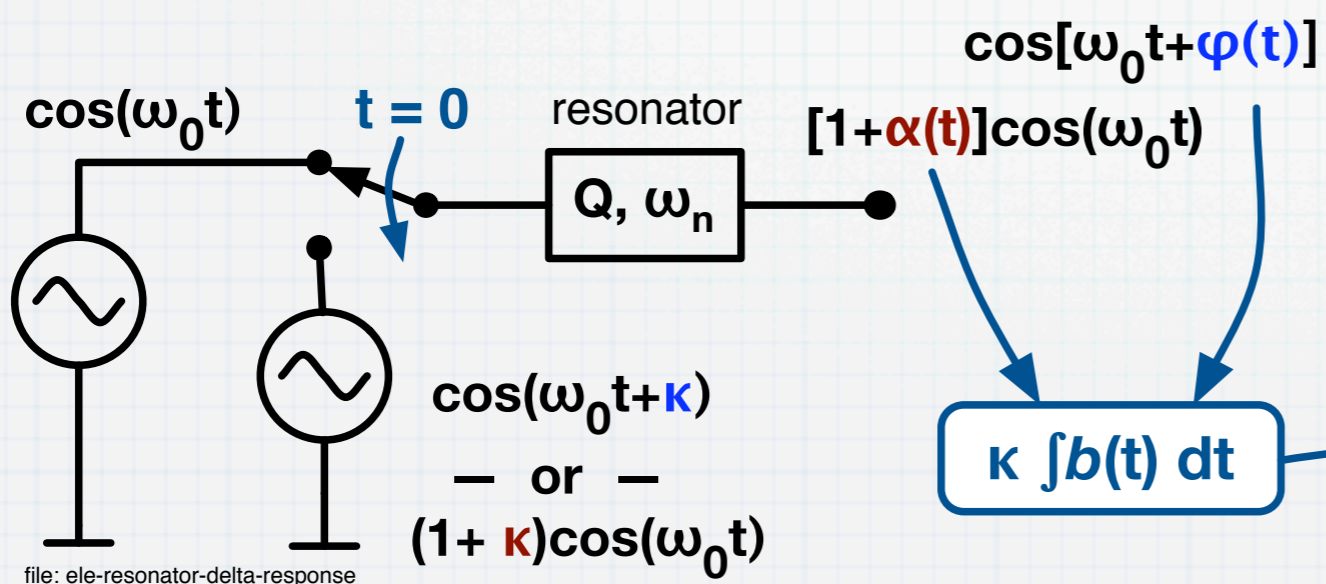 cos[ω₀t+φ(t)]
cos(ω₀t)
t = 0
resonator
[1+α(t)]cos(ω₀t)
Q, ωₙ
cos(ω₀t+κ)
— or —
(1+ κ)cos(ω₀t)
κ ∫b(t) dt
file: ele-resonator-delta-response